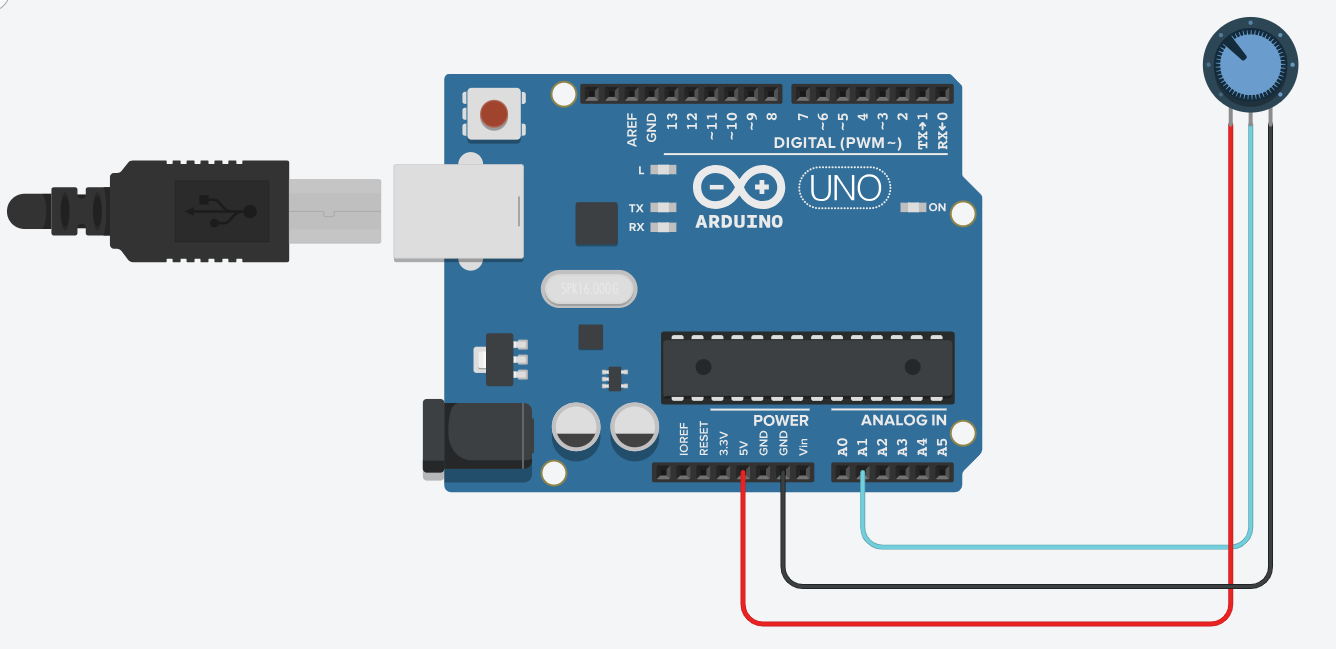 AREF
GND
13
12
~11
~10
~9
8
7
~6
~5
4
~3
2
TX→1
RX←0
DIGITAL (PWM~)
L
TX
RX
UNO
ARDUINO
ON
SPK16.000G
POWER
ANALOG IN
IOREF
RESET
3.3V
5V
GND
GND
Vin
A0
A1
A2
A3
A4
A5